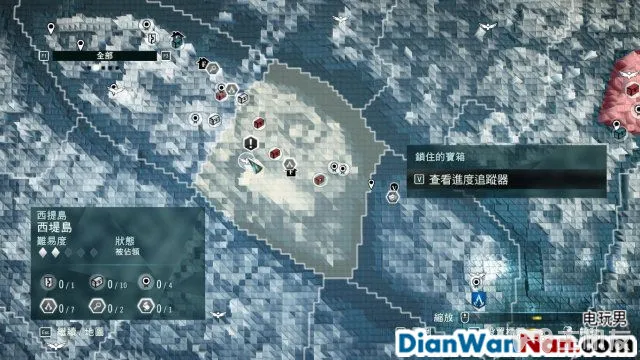 全部
鎖住的寶箱
V 查看進度追蹤器
西提島
西堤島
難易度
狀態
被佔領
0/1
0/10
0/4
0/7
0/2
0/1
縮放
电玩男
DianWanNan.com